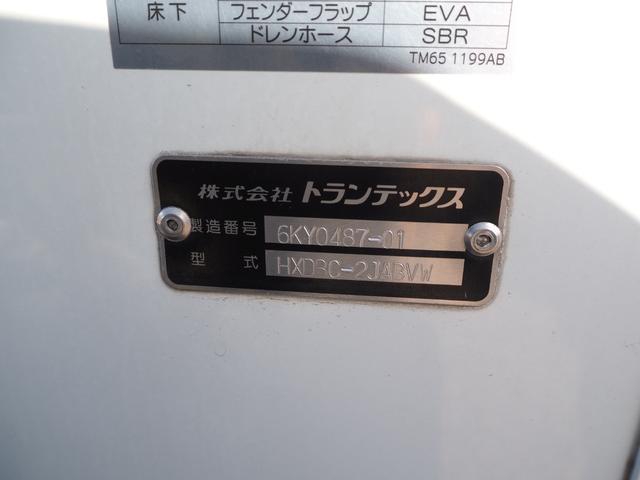 床下 フェンダーフラップ EVA
ドレンホース SBR
TM65 1199AB
株式会社 トランテックス
製造番号 6KY0487-01
型式 HXDBC-2JABVW